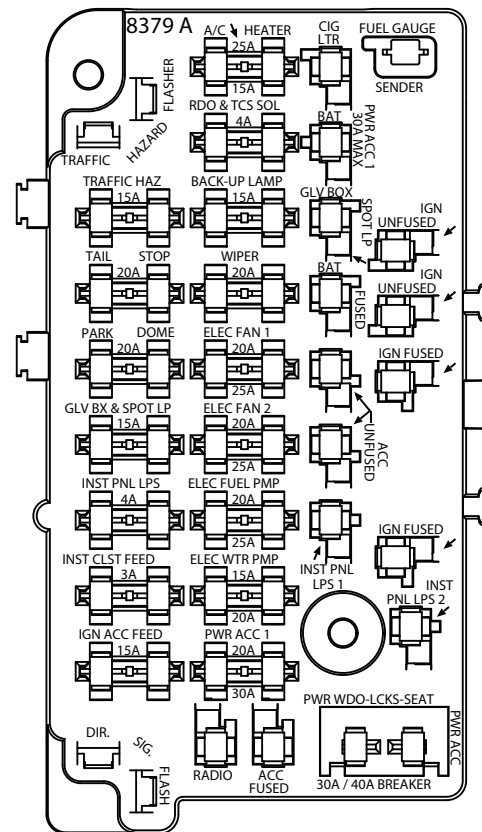 8379 A
A/C HEATER
25A
15A
CIG
LTR
FUEL GAUGE
SENDER
FLASHER
HAZARD
TRAFFIC
RDO & TCS SOL
4A
BAT
PWR ACC 1
30A MAX
TRAFFIC HAZ
15A
BACK-UP LAMP
15A
GLV BOX
SPOT LP
IGN
UNFUSED
TAIL STOP
20A
WIPER
20A
BAT
FUSED
IGN
UNFUSED
PARK DOME
20A
ELEC FAN 1
20A
25A
IGN FUSED
GLV BX & SPOT LP
15A
ELEC FAN 2
20A
25A
ACC
UNFUSED
INST PNL LPS
4A
ELEC FUEL PMP
20A
25A
INST PNL
LPS 1
IGN FUSED
INST CLST FEED
3A
ELEC WTR PMP
15A
20A
INST
PNL LPS 2
IGN ACC FEED
15A
PWR ACC 1
20A
30A
PWR WDO-LCKS-SEAT
PWR ACC
30A / 40A BREAKER
DIR.
SIG.
FLASH
RADIO
ACC
FUSED